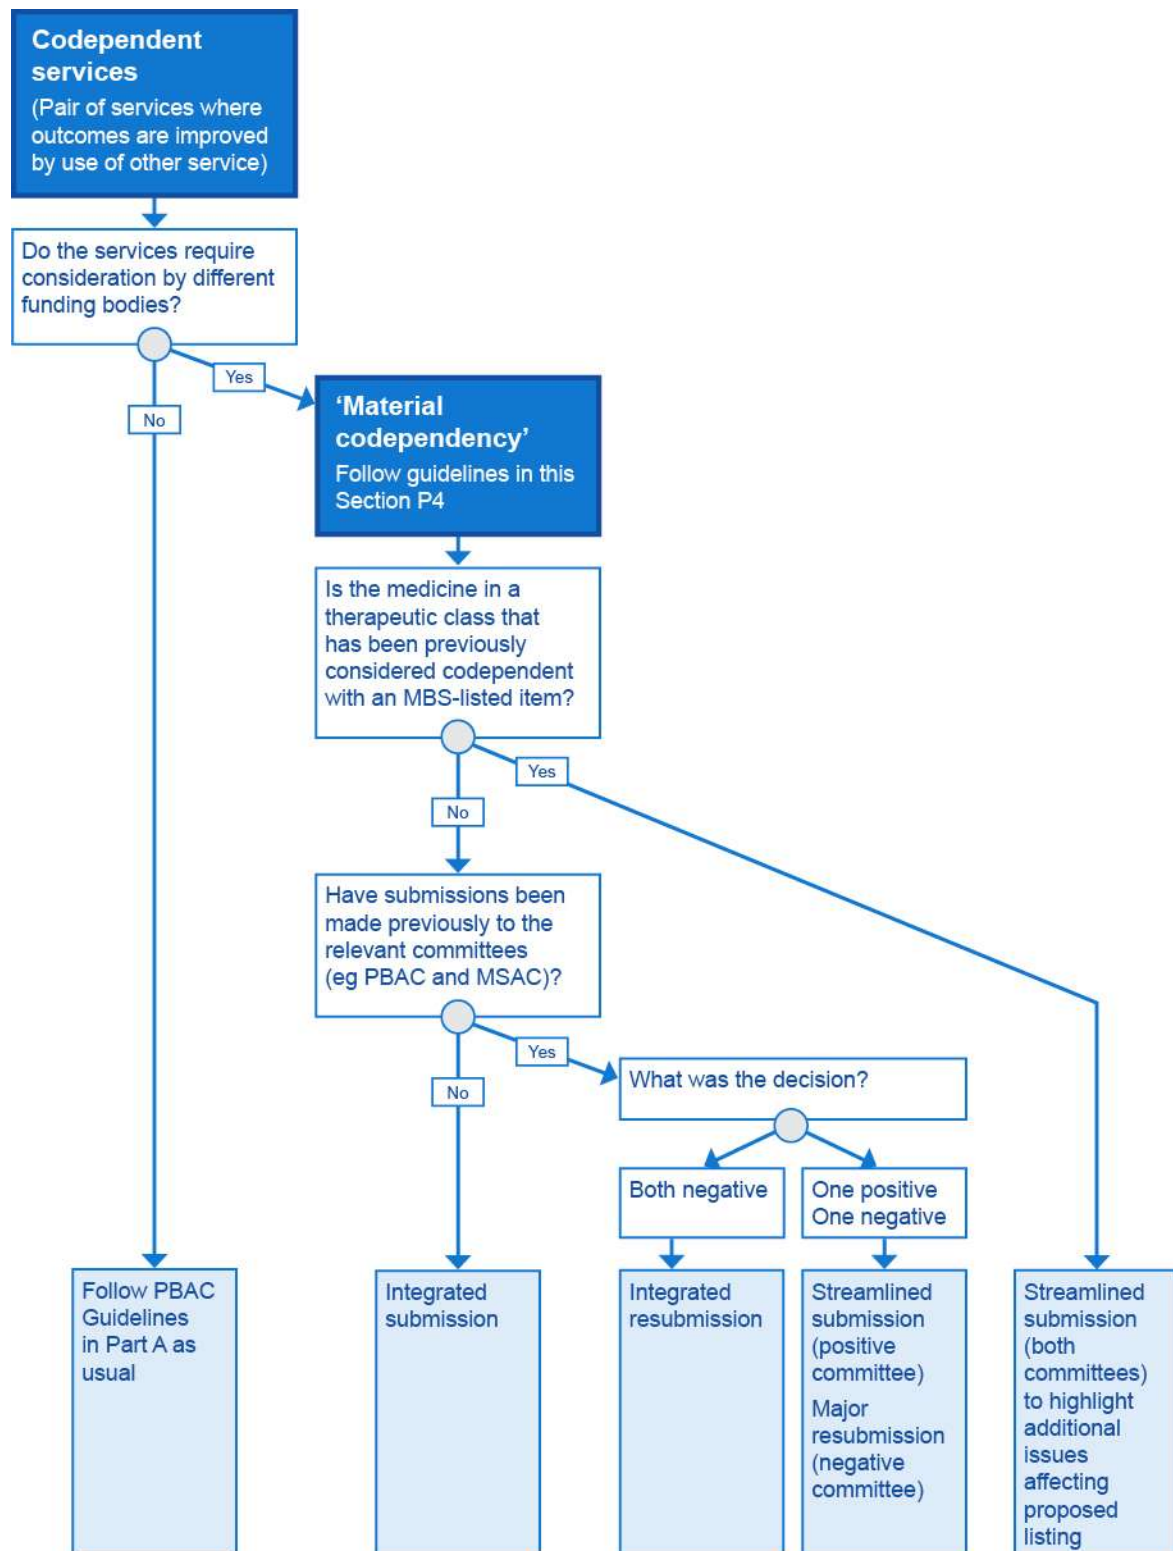 Codependent
services
(Pair of services where
outcomes are improved
by use of other service)
Do the services require
consideration by different
funding bodies?
Yes
No
‘Material
codependency’
Follow guidelines in this
Section P4
Is the medicine in a
therapeutic class that
has been previously
considered codependent
with an MBS-listed item?
Yes
No
Have submissions been
made previously to the
relevant committees
(eg PBAC and MSAC)?
Yes
No
What was the decision?
Both negative
One positive
One negative
Follow PBAC
Guidelines
in Part A as
usual
Integrated
submission
Integrated
resubmission
Streamlined
submission
(positive
committee)
Major
resubmission
(negative
committee)
Streamlined
submission
(both
committees)
to highlight
additional
issues
affecting
proposed
listing